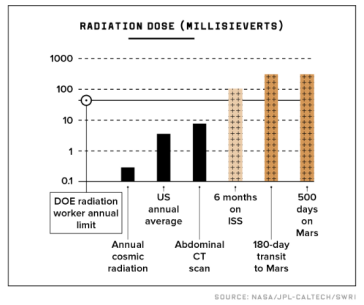 RADIATION DOSE (MILLISIEVERTS)
1000
100
10
1
0.1
DOE radiation
worker annual
limit
Annual
cosmic
radiation
US
annual
average
Abdominal
CT
scan
6 months
on
ISS
180-day
transit
to Mars
500
days
on
Mars
SOURCE: NASA/JPL-CALTECH/SWRI